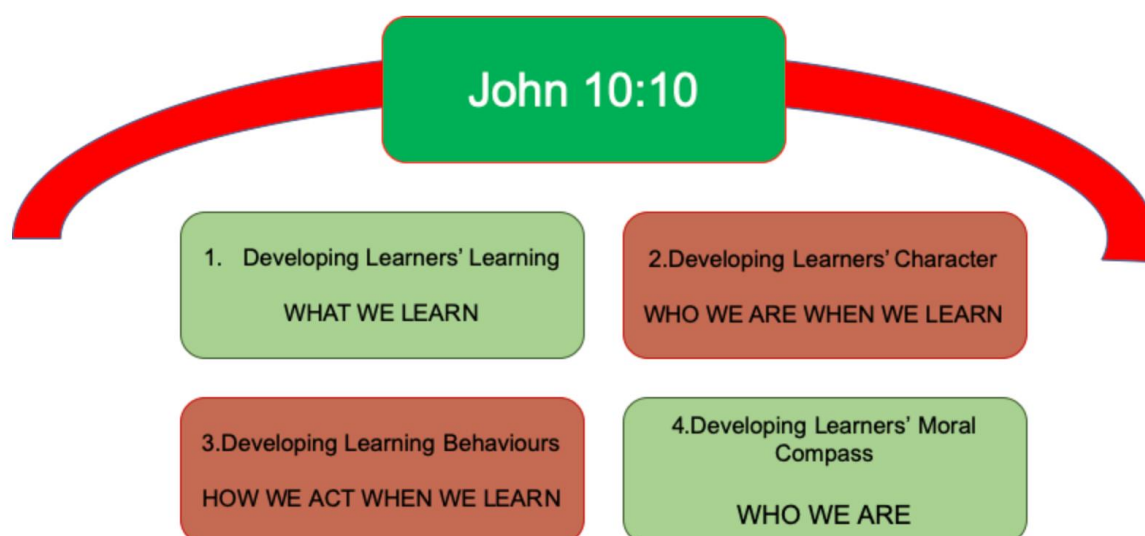 John 10:10
1. Developing Learners' Learning
WHAT WE LEARN
2.Developing Learners' Character
WHO WE ARE WHEN WE LEARN
3.Developing Learning Behaviours
HOW WE ACT WHEN WE LEARN
4.Developing Learners' Moral
Compass
WHO WE ARE